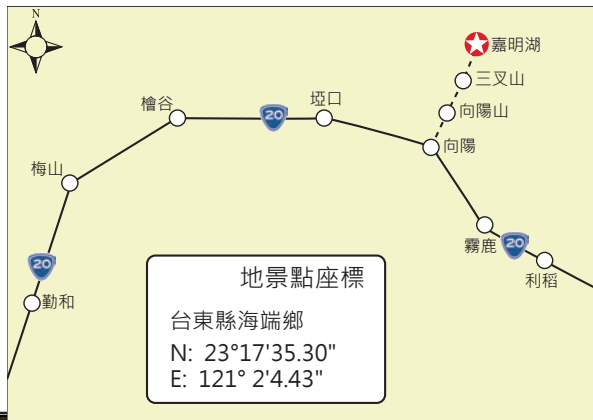 N
嘉明湖
三叉山
向陽山
檜谷
20
埡口
向陽
梅山
霧鹿
20
利稻
20
勤和
地景點座標
台東縣海端鄉
N: 23°17'35.30"
E: 121° 2'4.43"